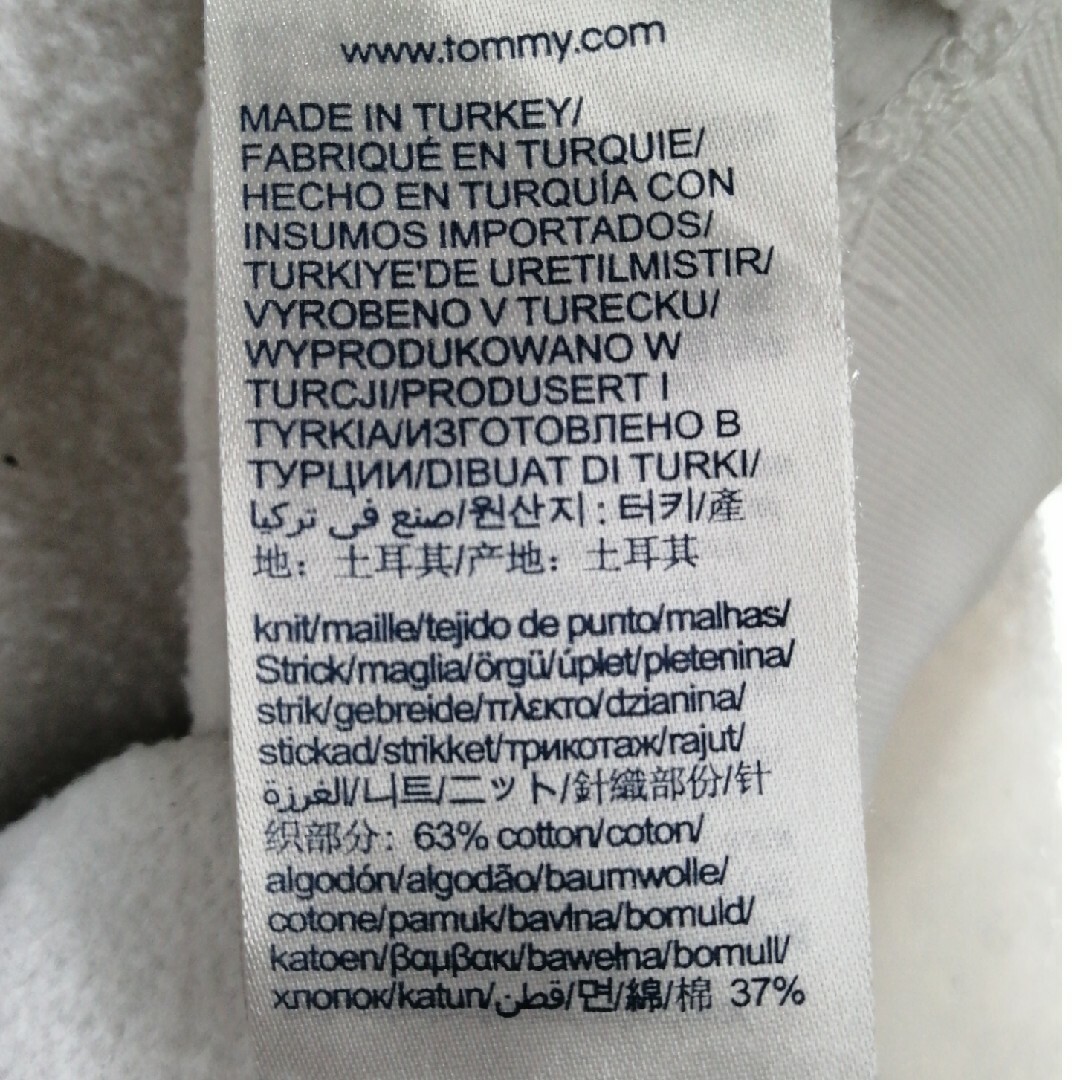 www.tommy.com
MADE IN TURKEY/
FABRIQUÉ EN TURQUIE/
HECHO EN TURQUÍA CON
INSUMOS IMPORTADOS/
TURKIYE'DE URETILMISTIR/
VYROBENO V TURECKU/
WYPRODUKOWANO W
TURCJI/PRODUSERT I
TYRKIA/ИЗГОТОВЛЕНО В
ТУРЦИИ/DIBUAT DI TURKI/
صنع في تركيا/원산지 : 터키/產
地：土耳其/产地：土耳其
knit/maille/tejido de punto/malhas/
Strick/maglia/örgü/úplet/pletenina/
strik/gebreide/πλεκτο/dzianina/
stickad/strikket/трикотаж/rajut/
الغرزة/니트/ニット/針織部份/针
织部分：63% cotton/coton/
algodón/algodão/baumwolle/
cotone/pamuk/bavlna/bomuld/
katoen/βαμβακι/bawełna/bomull/
хлопок/katun/قطن/면/綿/棉 37%